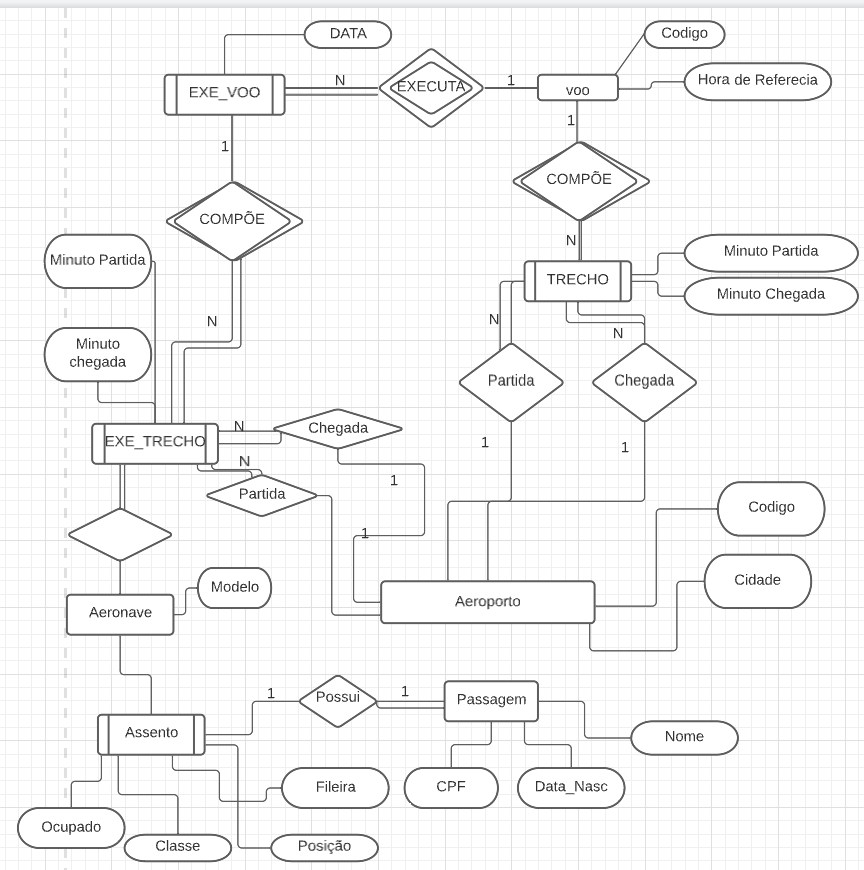 DATA
Codigo
EXE_VOO
N
EXECUTA
1
voo
Hora de Referecia
1
1
COMPÕE
COMPÕE
N
Minuto Partida
Minuto Partida
TRECHO
Minuto Chegada
N
N
N
Minuto
chegada
Partida
Chegada
EXE_TRECHO
N
Chegada
1
1
N
1
Partida
Codigo
1
Modelo
Cidade
Aeronave
Aeroporto
1
Possui
1
Passagem
Assento
Nome
Fileira
CPF
Data_Nasc
Ocupado
Classe
Posição